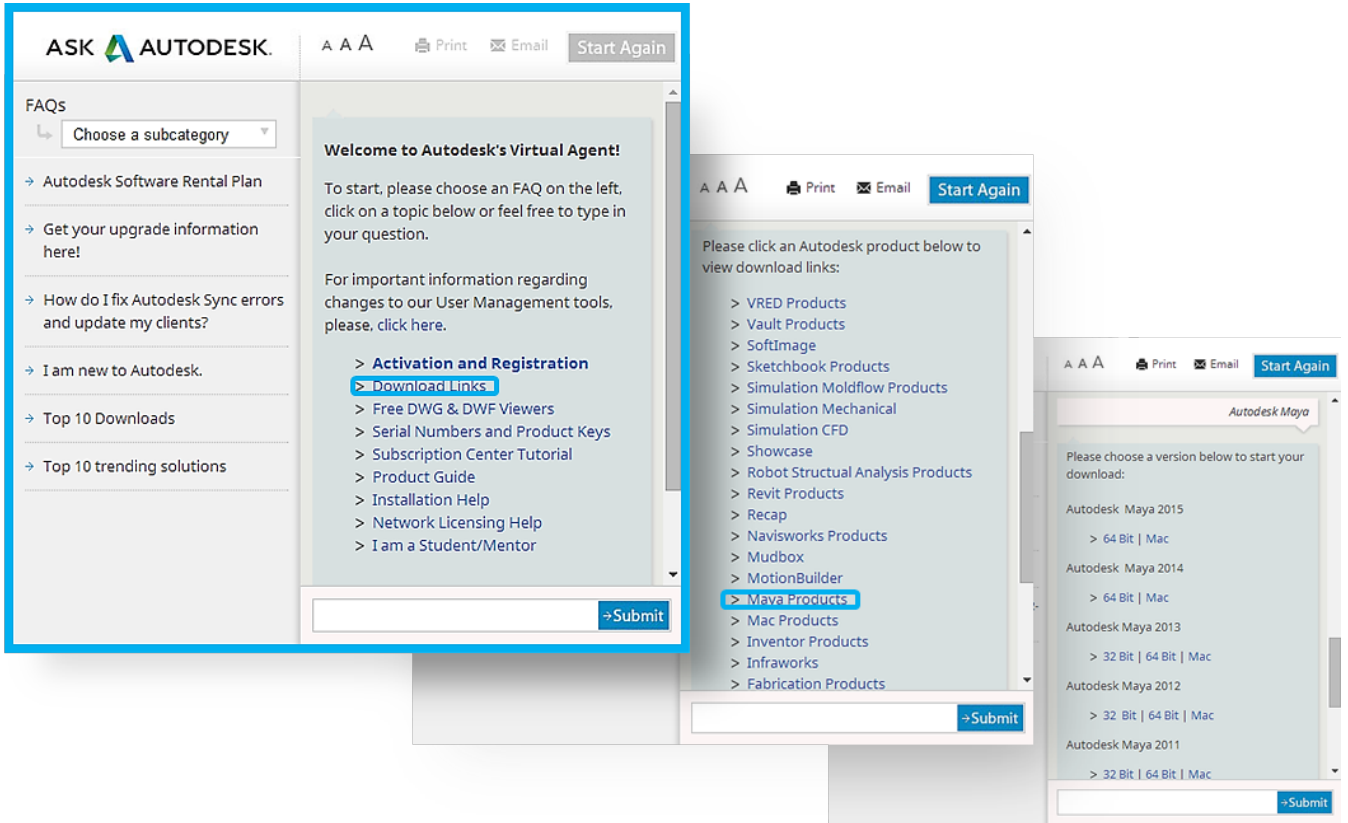 ASK AUTODESK.
A A A Print Email Start Again
FAQs
Choose a subcategory
Autodesk Software Rental Plan
Get your upgrade information
here!
How do I fix Autodesk Sync errors
and update my clients?
I am new to Autodesk.
Top 10 Downloads
Top 10 trending solutions
Welcome to Autodesk's Virtual Agent!
To start, please choose an FAQ on the left,
click on a topic below or feel free to type in
your question.
For important information regarding
changes to our User Management tools,
please, click here.
> Activation and Registration
> Download Links
> Free DWG & DWF Viewers
> Serial Numbers and Product Keys
> Subscription Center Tutorial
> Product Guide
> Installation Help
> Network Licensing Help
> I am a Student/Mentor
Submit
A A A Print Email Start Again
Please click an Autodesk product below to
view download links:
> VRED Products
> Vault Products
> SoftImage
> Sketchbook Products
> Simulation Moldflow Products
> Simulation Mechanical
> Simulation CFD
> Showcase
> Robot Structual Analysis Products
> Revit Products
> Recap
> Navisworks Products
> Mudbox
> MotionBuilder
> Maya Products
> Mac Products
> Inventor Products
> Infraworks
> Fabrication Products
Submit
A A A Print Email Start Again
Autodesk Maya
Please choose a version below to start your
download:
Autodesk Maya 2015
> 64 Bit | Mac
Autodesk Maya 2014
> 64 Bit | Mac
Autodesk Maya 2013
> 32 Bit | 64 Bit | Mac
Autodesk Maya 2012
> 32 Bit | 64 Bit | Mac
Autodesk Maya 2011
> 32 Bit | 64 Bit | Mac
Submit